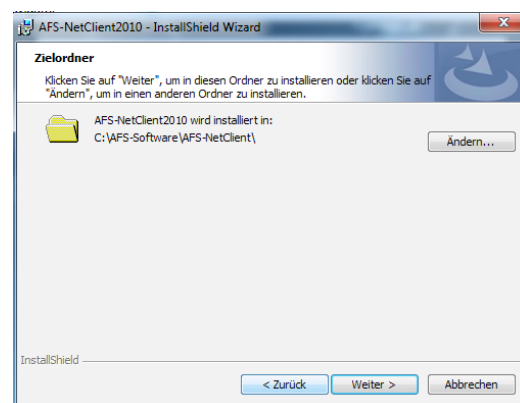 AFS-NetClient2010 - InstallShield Wizard
Zielordner
Klicken Sie auf "Weiter", um in diesen Ordner zu installieren oder klicken Sie auf
"Ändern", um in einen anderen Ordner zu installieren.
AFS-NetClient2010 wird installiert in:
C:\AFS-Software\AFS-NetClient\
Ändern...
InstallShield
< Zurück
Weiter >
Abbrechen